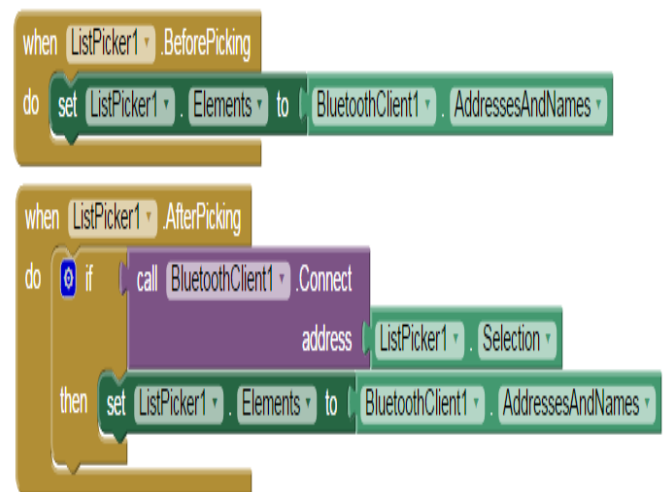 when ListPicker1 .BeforePicking
do set ListPicker1 . Elements to BluetoothClient1 . AddressesAndNames
when ListPicker1 .AfterPicking
do if call BluetoothClient1 .Connect
address ListPicker1 . Selection
then set ListPicker1 . Elements to BluetoothClient1 . AddressesAndNames